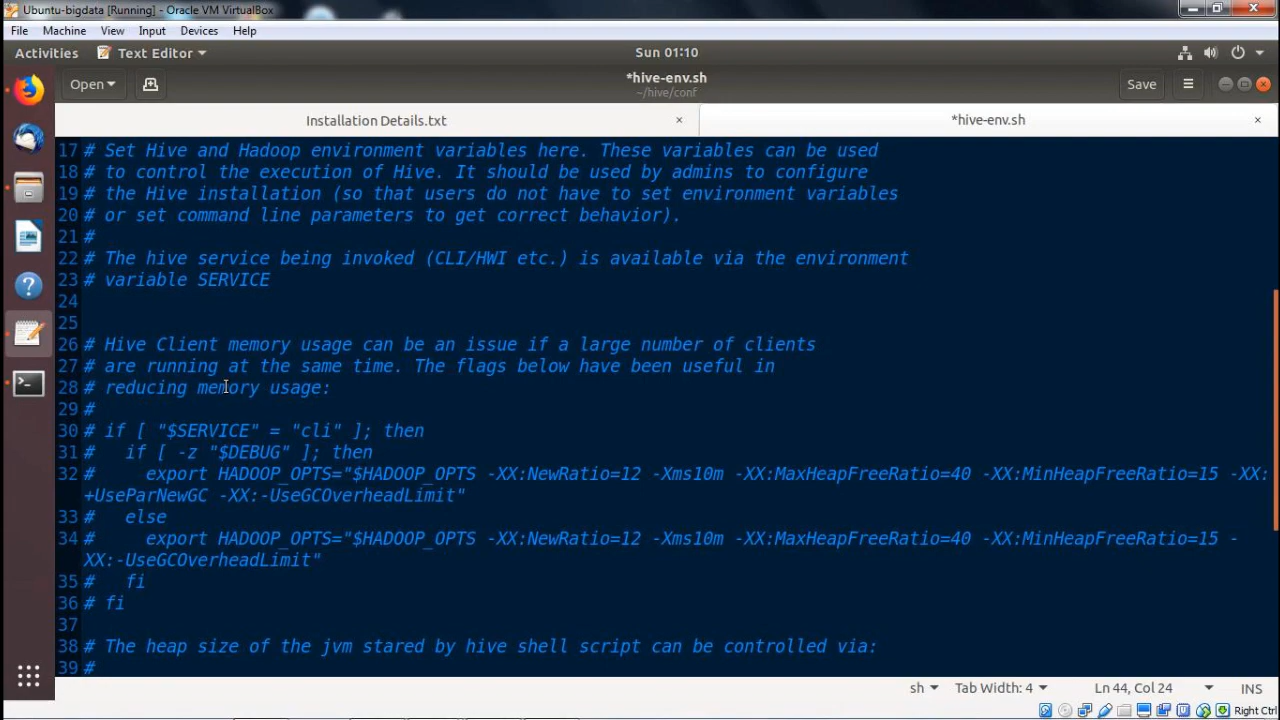 Ubuntu-bigdata [Running] - Oracle VM VirtualBox
File Machine View Input Devices Help
Activities Text Editor Sun 01:10
Open *hive-env.sh Save
~/hive/conf
Installation Details.txt × *hive-env.sh ×
17 # Set Hive and Hadoop environment variables here. These variables can be used
18 # to control the execution of Hive. It should be used by admins to configure
19 # the Hive installation (so that users do not have to set environment variables
20 # or set command line parameters to get correct behavior).
21 #
22 # The hive service being invoked (CLI/HWI etc.) is available via the environment
23 # variable SERVICE
24
25
26 # Hive Client memory usage can be an issue if a large number of clients
27 # are running at the same time. The flags below have been useful in
28 # reducing memory usage:
29 #
30 # if [ "$SERVICE" = "cli" ]; then
31 #   if [ -z "$DEBUG" ]; then
32 #     export HADOOP_OPTS="$HADOOP_OPTS -XX:NewRatio=12 -Xms10m -XX:MaxHeapFreeRatio=40 -XX:MinHeapFreeRatio=15 -XX:
+UseParNewGC -XX:-UseGCOverheadLimit"
33 #   else
34 #     export HADOOP_OPTS="$HADOOP_OPTS -XX:NewRatio=12 -Xms10m -XX:MaxHeapFreeRatio=40 -XX:MinHeapFreeRatio=15 -
XX:-UseGCOverheadLimit"
35 #   fi
36 # fi
37
38 # The heap size of the jvm stared by hive shell script can be controlled via:
39 #
sh Tab Width: 4 Ln 44, Col 24 INS
Right Ctrl